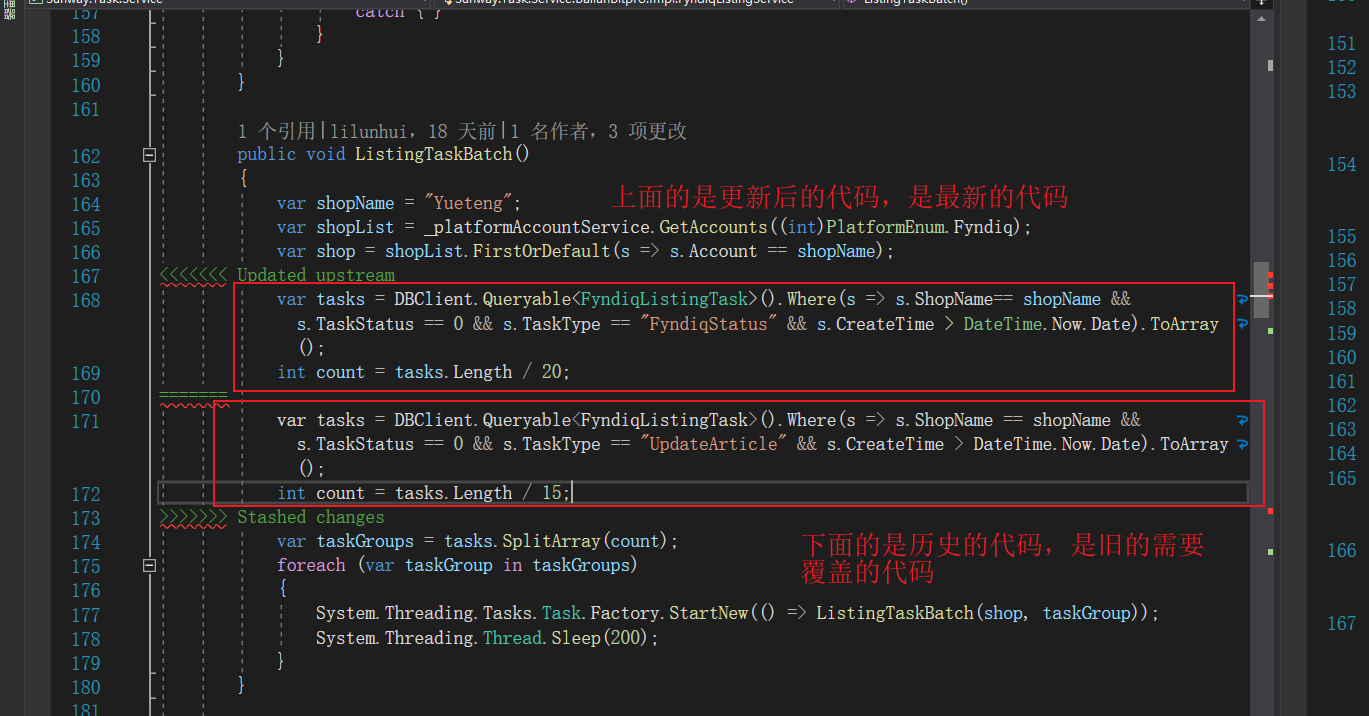 Sunway.Task.Service
Sunway.Task.Service.BailunBitpro.Impl.FyndiqListingService
ListingTaskBatch()
157 catch { }
158 }
159 }
160 }
161
1 个引用|lilunhui，18 天前|1 名作者，3 项更改
162 public void ListingTaskBatch()
163 {
上面的是更新后的代码，是最新的代码
164 var shopName = "Yueteng";
165 var shopList = _platformAccountService.GetAccounts((int)PlatformEnum.Fyndiq);
166 var shop = shopList.FirstOrDefault(s => s.Account == shopName);
167 <<<<<<< Updated upstream
168 var tasks = DBClient.Queryable<FyndiqListingTask>().Where(s => s.ShopName== shopName &&
s.TaskStatus == 0 && s.TaskType == "FyndiqStatus" && s.CreateTime > DateTime.Now.Date).ToArray
();
169 int count = tasks.Length / 20;
170 =======
171 var tasks = DBClient.Queryable<FyndiqListingTask>().Where(s => s.ShopName == shopName &&
s.TaskStatus == 0 && s.TaskType == "UpdateArticle" && s.CreateTime > DateTime.Now.Date).ToArray
();
172 int count = tasks.Length / 15;
173 >>>>>>> Stashed changes
174 var taskGroups = tasks.SplitArray(count);
下面的是历史的代码，是旧的需要
覆盖的代码
175 foreach (var taskGroup in taskGroups)
176 {
177 System.Threading.Tasks.Task.Factory.StartNew(() => ListingTaskBatch(shop, taskGroup));
178 System.Threading.Thread.Sleep(200);
179 }
180 }
181
151
152
153
154
155
156
157
158
159
160
161
162
163
164
165
166
167